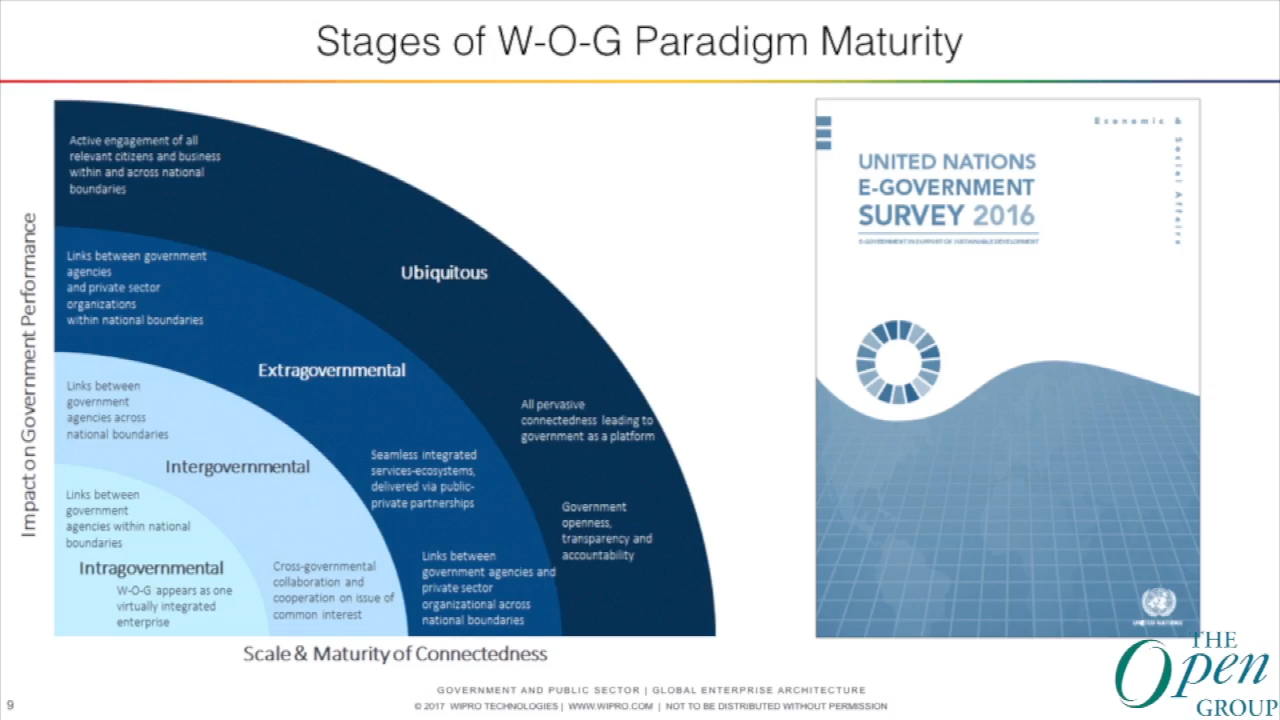 Stages of W-O-G Paradigm Maturity
Impact on Government Performance
Active engagement of all
relevant citizens and business
within and across national
boundaries
Ubiquitous
All pervasive
connectedness leading to
government as a platform
Government
openness,
transparency and
accountability
Links between government
agencies
and private sector
organizations
within national boundaries
Extragovernmental
Seamless integrated
services-ecosystems,
delivered via public-
private partnerships
Links between
government agencies and
private sector
organizational across
national boundaries
Links between
government
agencies across
national boundaries
Intergovernmental
Cross-governmental
collaboration and
cooperation on issue of
common interest
Links between
government
agencies within national
boundaries
Intragovernmental
W-O-G appears as one
virtually integrated
enterprise
Scale & Maturity of Connectedness
Economic &
Social Affairs
UNITED NATIONS
E-GOVERNMENT
SURVEY 2016
E-GOVERNMENT IN SUPPORT OF SUSTAINABLE DEVELOPMENT
UNITED NATIONS
THE
Open
GROUP
GOVERNMENT AND PUBLIC SECTOR | GLOBAL ENTERPRISE ARCHITECTURE
9
© 2017 WIPRO TECHNOLOGIES | WWW.WIPRO.COM | NOT TO BE DISTRIBUTED WITHOUT PERMISSION